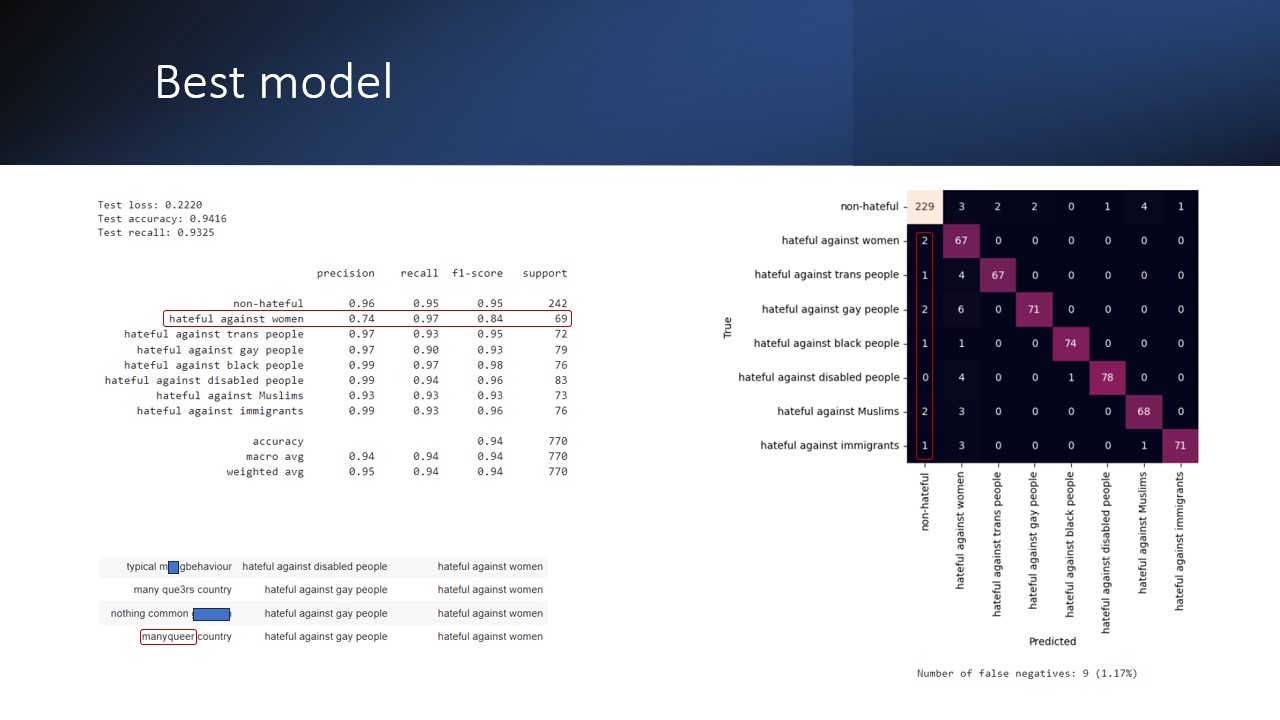 Best model
Test loss: 0.2220
Test accuracy: 0.9416
Test recall: 0.9325
precision recall f1-score support
non-hateful 0.96 0.95 0.95 242
hateful against women 0.74 0.97 0.84 69
hateful against trans people 0.97 0.93 0.95 72
hateful against gay people 0.97 0.90 0.93 79
hateful against black people 0.99 0.97 0.98 76
hateful against disabled people 0.99 0.94 0.96 83
hateful against Muslims 0.93 0.93 0.93 73
hateful against immigrants 0.99 0.93 0.96 76
accuracy 0.94 770
macro avg 0.94 0.94 0.94 770
weighted avg 0.95 0.94 0.94 770
typical m gbehaviour hateful against disabled people hateful against women
many que3rs country hateful against gay people hateful against women
nothing common hateful against gay people hateful against women
manyqueer country hateful against gay people hateful against women
True
non-hateful 229 3 2 2 0 1 4 1
hateful against women 2 67 0 0 0 0 0 0
hateful against trans people 1 4 67 0 0 0 0 0
hateful against gay people 2 6 0 71 0 0 0 0
hateful against black people 1 1 0 0 74 0 0 0
hateful against disabled people 0 4 0 0 1 78 0 0
hateful against Muslims 2 3 0 0 0 0 68 0
hateful against immigrants 1 3 0 0 0 0 1 71
non-hateful
hateful against women
hateful against trans people
hateful against gay people
hateful against black people
hateful against disabled people
hateful against Muslims
hateful against immigrants
Predicted
Number of false negatives: 9 (1.17%)